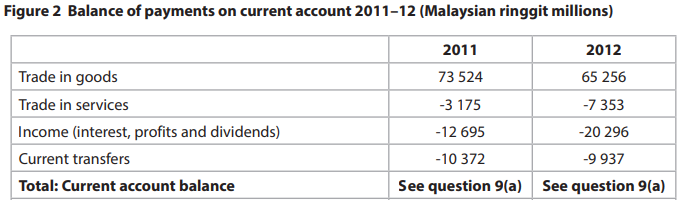 Figure 2 Balance of payments on current account 2011–12 (Malaysian ringgit millions)
2011 2012
Trade in goods 73 524 65 256
Trade in services -3 175 -7 353
Income (interest, profits and dividends) -12 695 -20 296
Current transfers -10 372 -9 937
Total: Current account balance See question 9(a) See question 9(a)